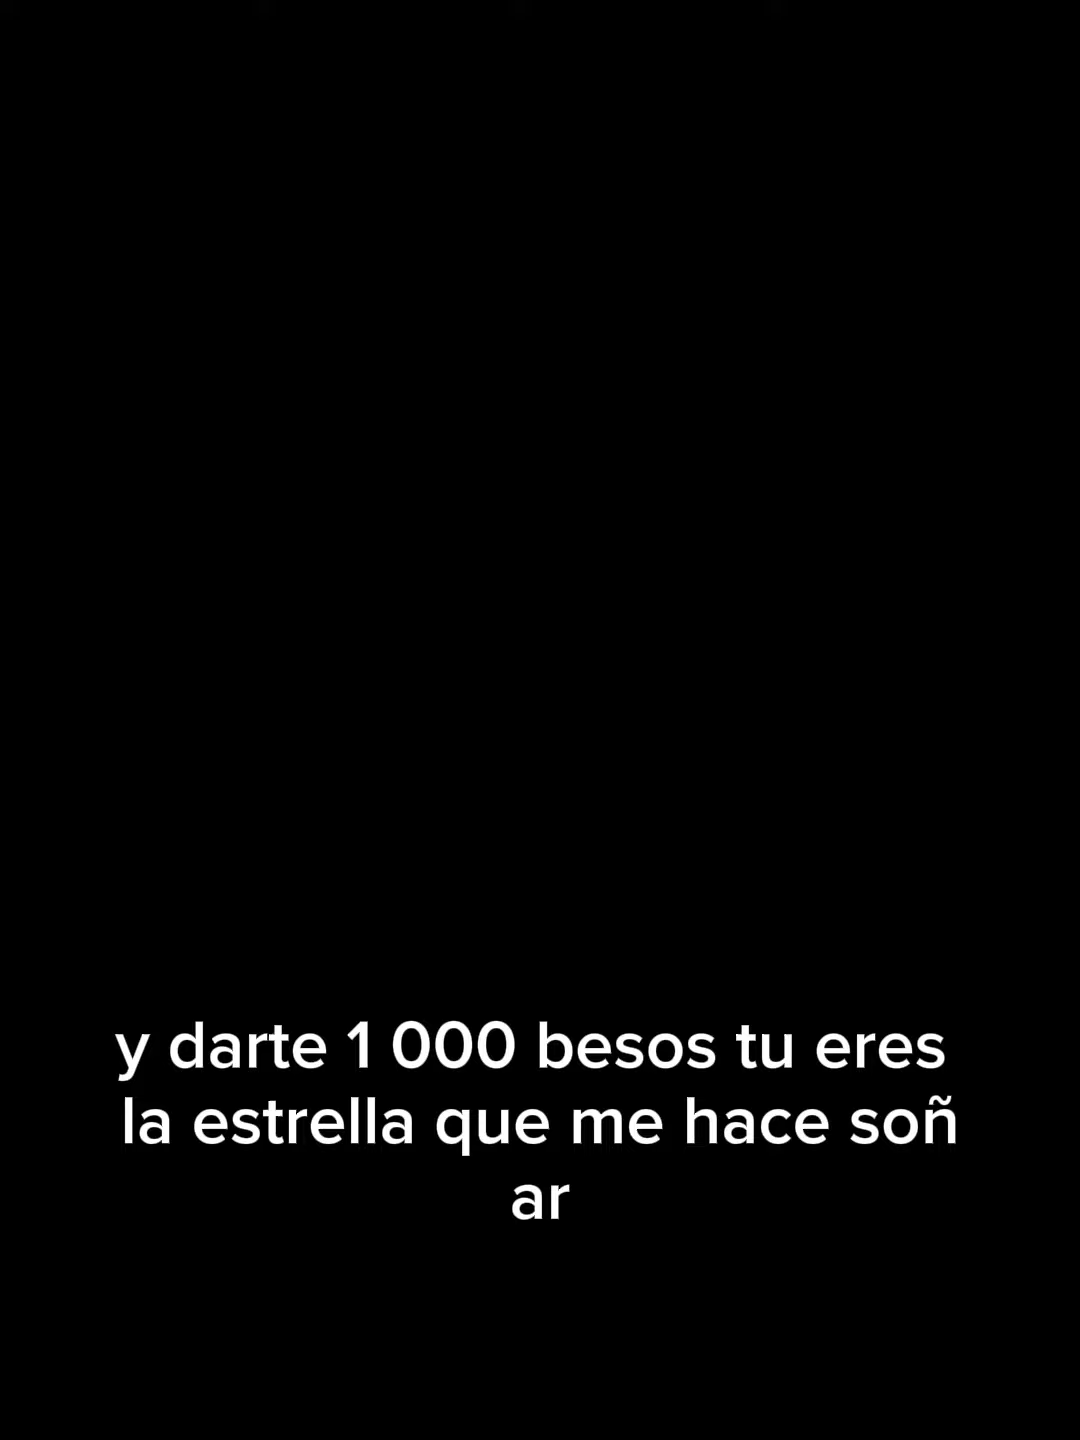 y darte 1 000 besos tu eres
la estrella que me hace soñ
ar